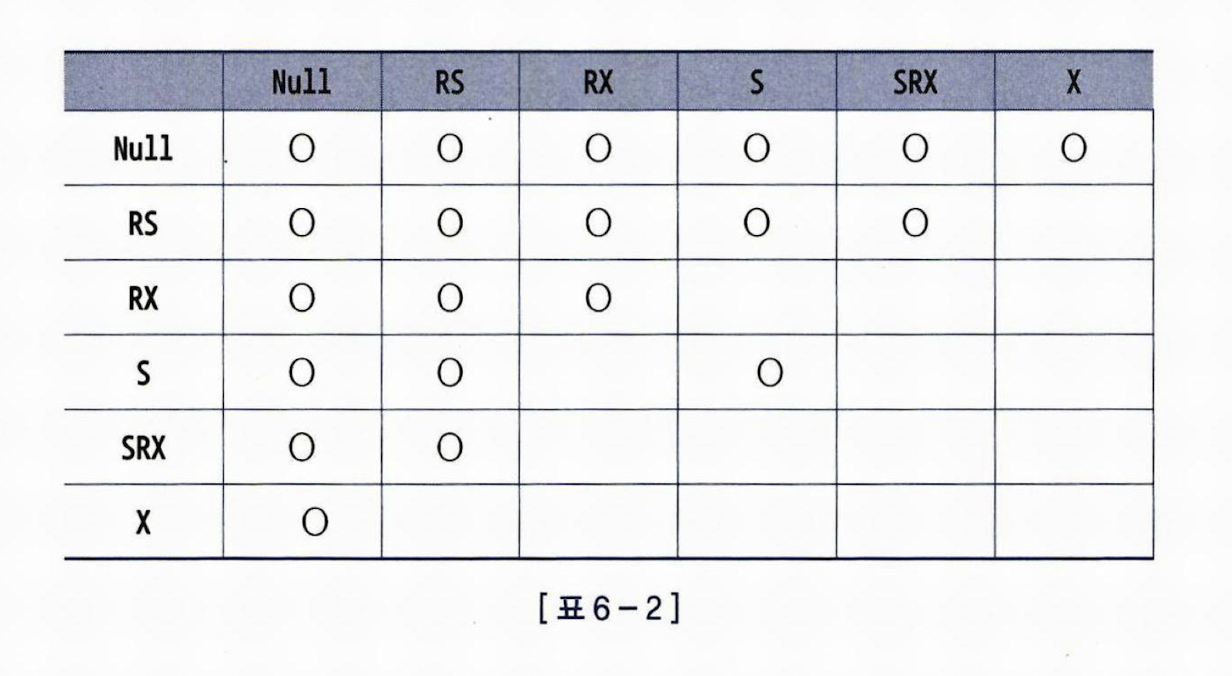 Null RS RX S SRX X
Null O O O O O O
RS O O O O O
RX O O O
S O O O
SRX O O
X O
[표 6-2]